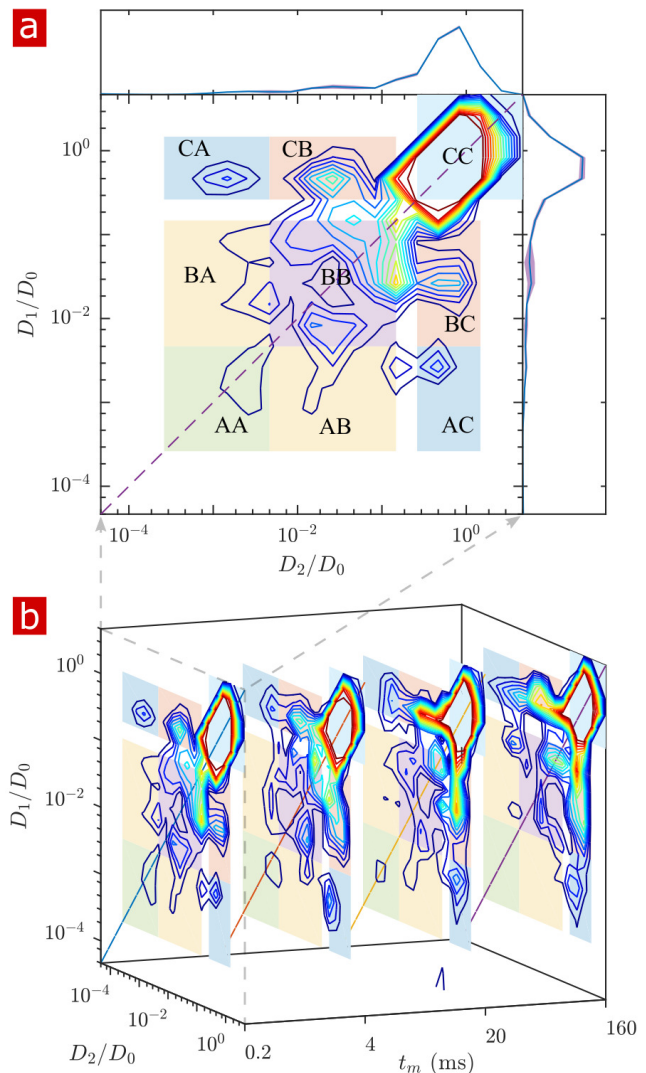 a
CA
CB
CC
10^0
BA
BB
BC
D_1/D_0
10^{-2}
AA
AB
AC
10^{-4}
10^{-4}
10^{-2}
10^0
D_2/D_0
b
10^0
D_1/D_0
10^{-2}
10^{-4}
10^{-4}
10^{-2}
10^0
D_2/D_0
0.2
4
20
160
t_m (ms)